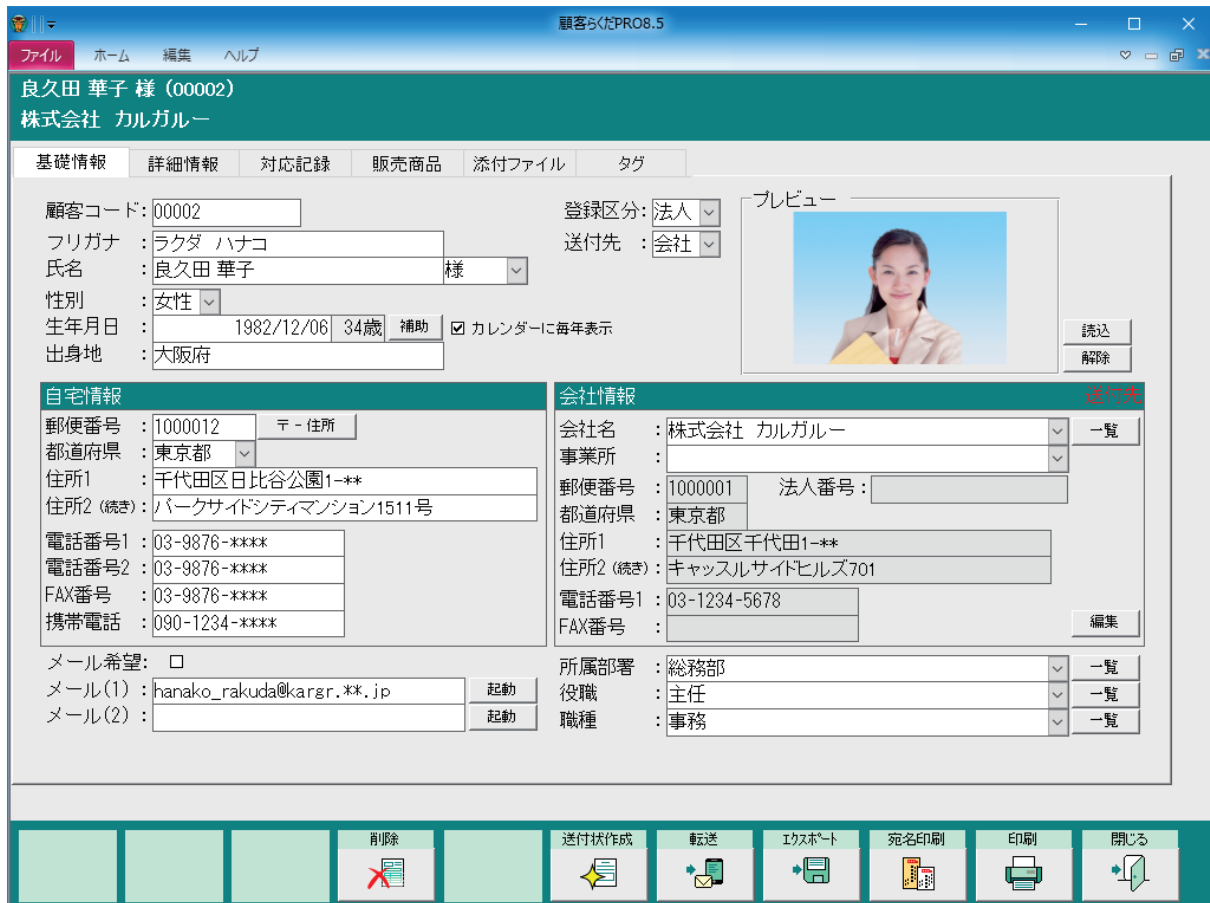 顧客らくだPRO8.5
ファイル ホーム 編集 ヘルプ
良久田 華子 様 (00002)
株式会社 カルガルー
基礎情報 詳細情報 対応記録 販売商品 添付ファイル タグ
顧客コード: 00002 登録区分: 法人 プレビュー
フリガナ : ラクダ ハナコ 送付先 : 会社
氏名 : 良久田 華子 様
性別 : 女性
生年月日 : 1982/12/06 34歳 補助 カレンダーに毎年表示 読込
出身地 : 大阪府 解除
自宅情報
郵便番号 : 1000012 〒 - 住所
都道府県 : 東京都
住所1 : 千代田区日比谷公園1-**
住所2 (続き): パークサイドシティマンション1511号
電話番号1 : 03-9876-****
電話番号2 : 03-9876-****
FAX番号 : 03-9876-****
携帯電話 : 090-1234-****
会社情報 送付先
会社名 : 株式会社 カルガルー 一覧
事業所 :
郵便番号 : 1000001 法人番号 :
都道府県 : 東京都
住所1 : 千代田区千代田1-**
住所2 (続き): キャッスルサイドヒルズ701
電話番号1 : 03-1234-5678
FAX番号 : 編集
メール希望:
メール(1) : hanako_rakuda@kargr.**.jp 起動
メール(2) : 起動
所属部署 : 総務部 一覧
役職 : 主任 一覧
職種 : 事務 一覧
削除 送付状作成 転送 エクスポート 宛名印刷 印刷 閉じる